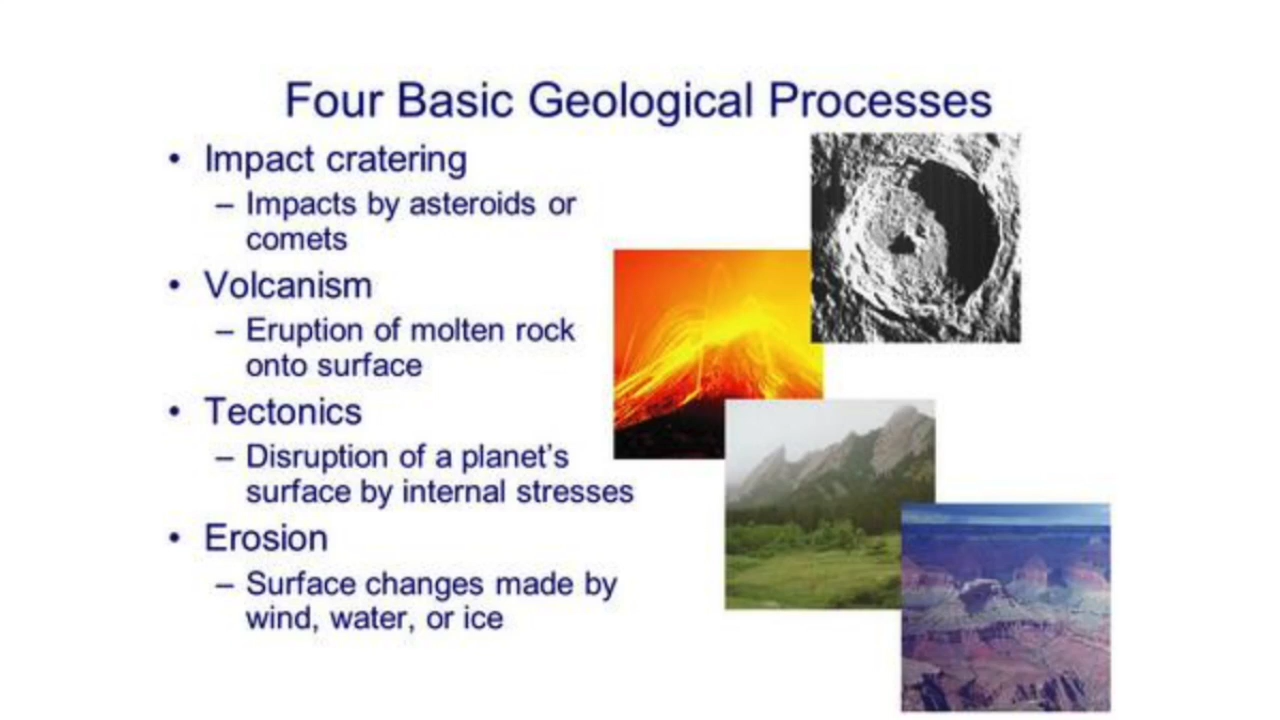 Four Basic Geological Processes
• Impact cratering
– Impacts by asteroids or
comets
• Volcanism
– Eruption of molten rock
onto surface
• Tectonics
– Disruption of a planet’s
surface by internal stresses
• Erosion
– Surface changes made by
wind, water, or ice